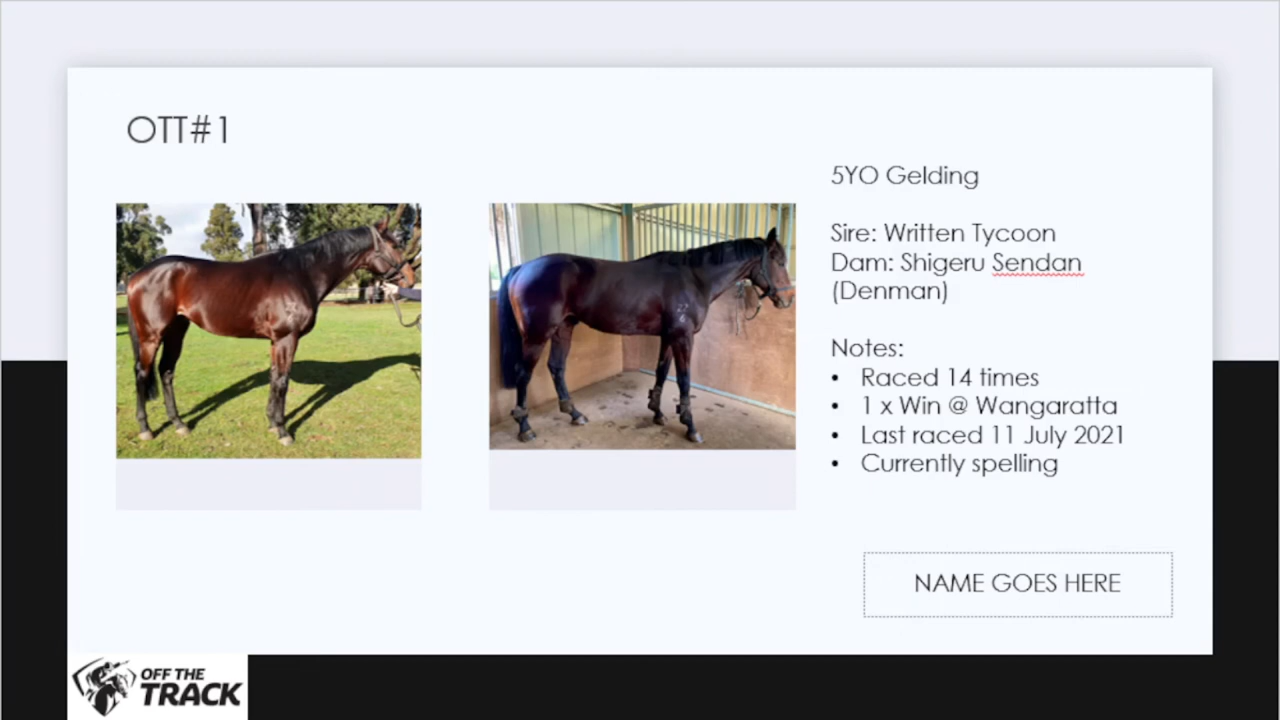 OTT#1
5YO Gelding
Sire: Written Tycoon
Dam: Shigeru Sendan
(Denman)
Notes:
• Raced 14 times
• 1 x Win @ Wangaratta
• Last raced 11 July 2021
• Currently spelling
NAME GOES HERE
OFF THE
TRACK